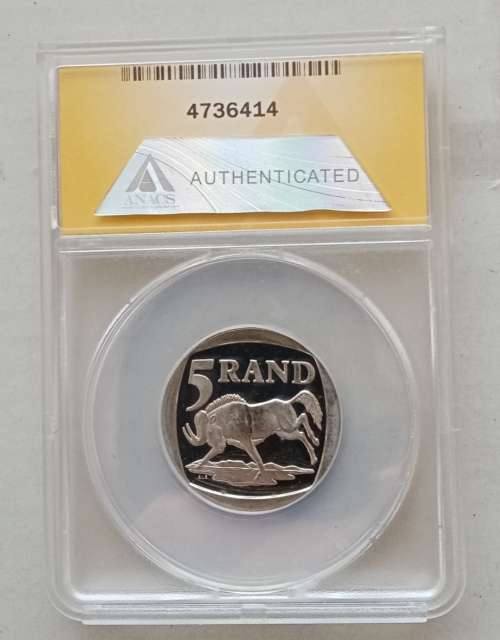 4736414
ANACS
AUTHENTICATED
5 RAND